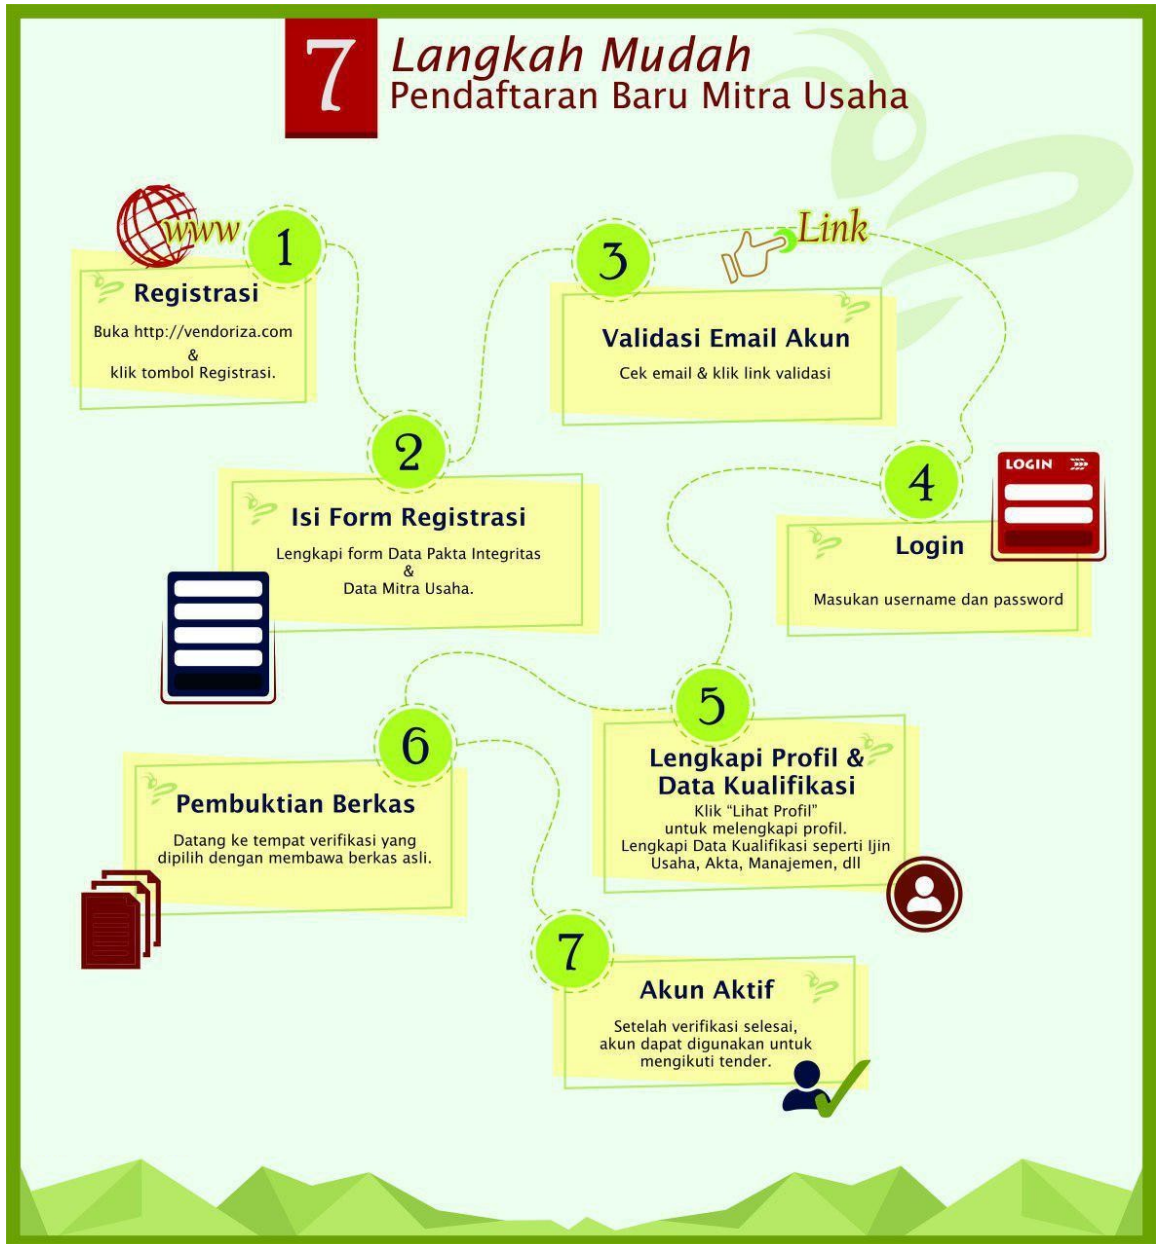 7
Langkah Mudah
Pendaftaran Baru Mitra Usaha
www
1
Registrasi
Buka http://vendoriza.com
&
klik tombol Registrasi.
2
Isi Form Registrasi
Lengkapi form Data Pakta Integritas
&
Data Mitra Usaha.
3
Link
Validasi Email Akun
Cek email & klik link validasi
4
LOGIN
Login
Masukan username dan password
5
Lengkapi Profil &
Data Kualifikasi
Klik “Lihat Profil”
untuk melengkapi profil.
Lengkapi Data Kualifikasi seperti Ijin
Usaha, Akta, Manajemen, dll
6
Pembuktian Berkas
Datang ke tempat verifikasi yang
dipilih dengan membawa berkas asli.
7
Akun Aktif
Setelah verifikasi selesai,
akun dapat digunakan untuk
mengikuti tender.